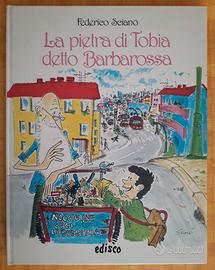 Federico Scianò
La pietra di Tobia
detto Barbarossa
edisco